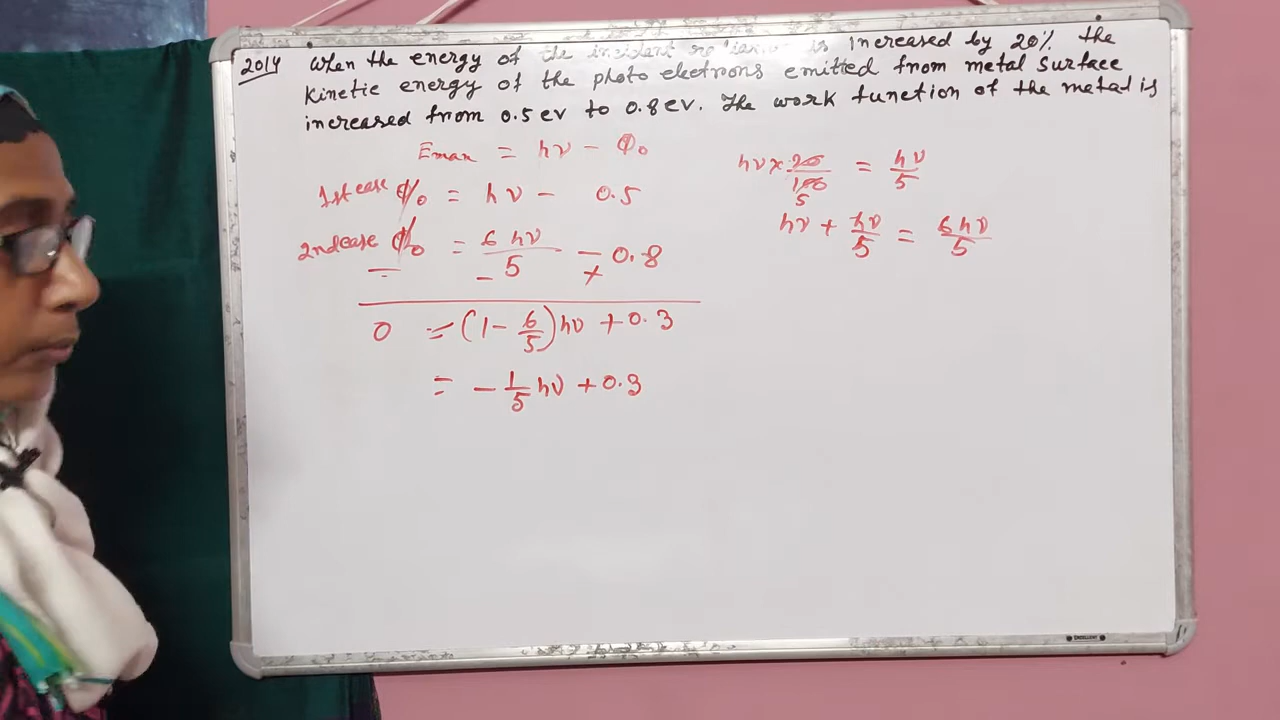 2014 When the energy of the incident radiation is increased by 20% the
Kinetic energy of the photo electrons emitted from metal surface
increased from 0.5 ev to 0.8 ev. The work function of the metal is
Emax = hν - Φ₀
1st case Φ₀ = hν - 0.5
2nd case Φ₀ = 6hν/5 - 0.8
- - +
0 = (1 - 6/5)hν + 0.3
= - 1/5 hν + 0.3
hν × 20/100 5 = hν/5
hν + hν/5 = 6hν/5